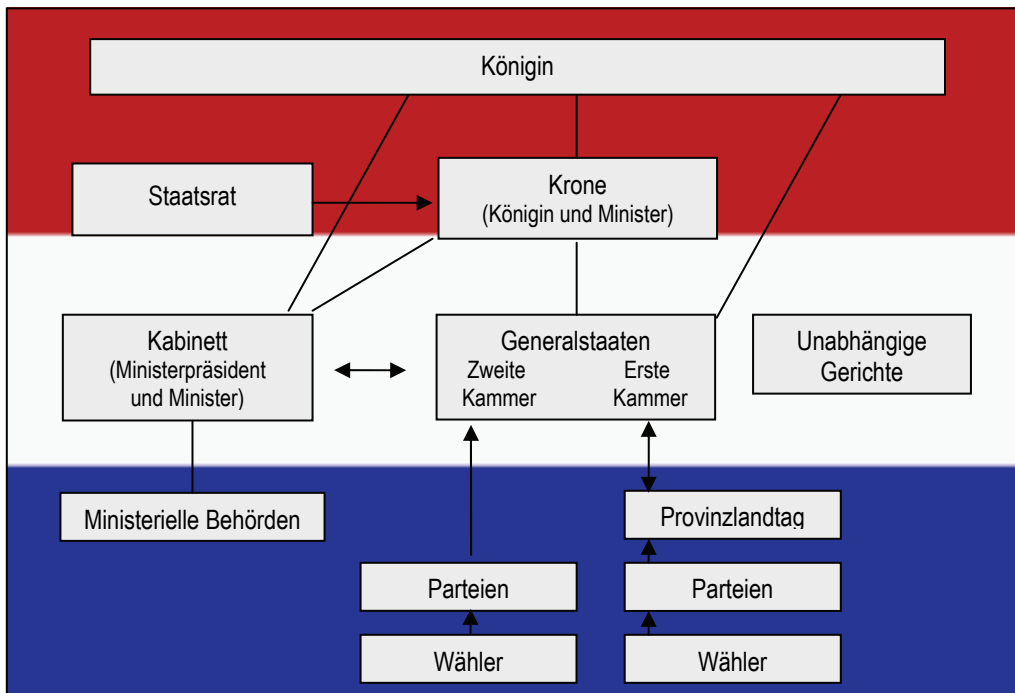 Königin
Staatsrat
Krone
(Königin und Minister)
Kabinett
(Ministerpräsident
und Minister)
Generalstaaten
Zweite Erste
Kammer Kammer
Unabhängige
Gerichte
Ministerielle Behörden
Provinzlandtag
Parteien
Parteien
Wähler
Wähler